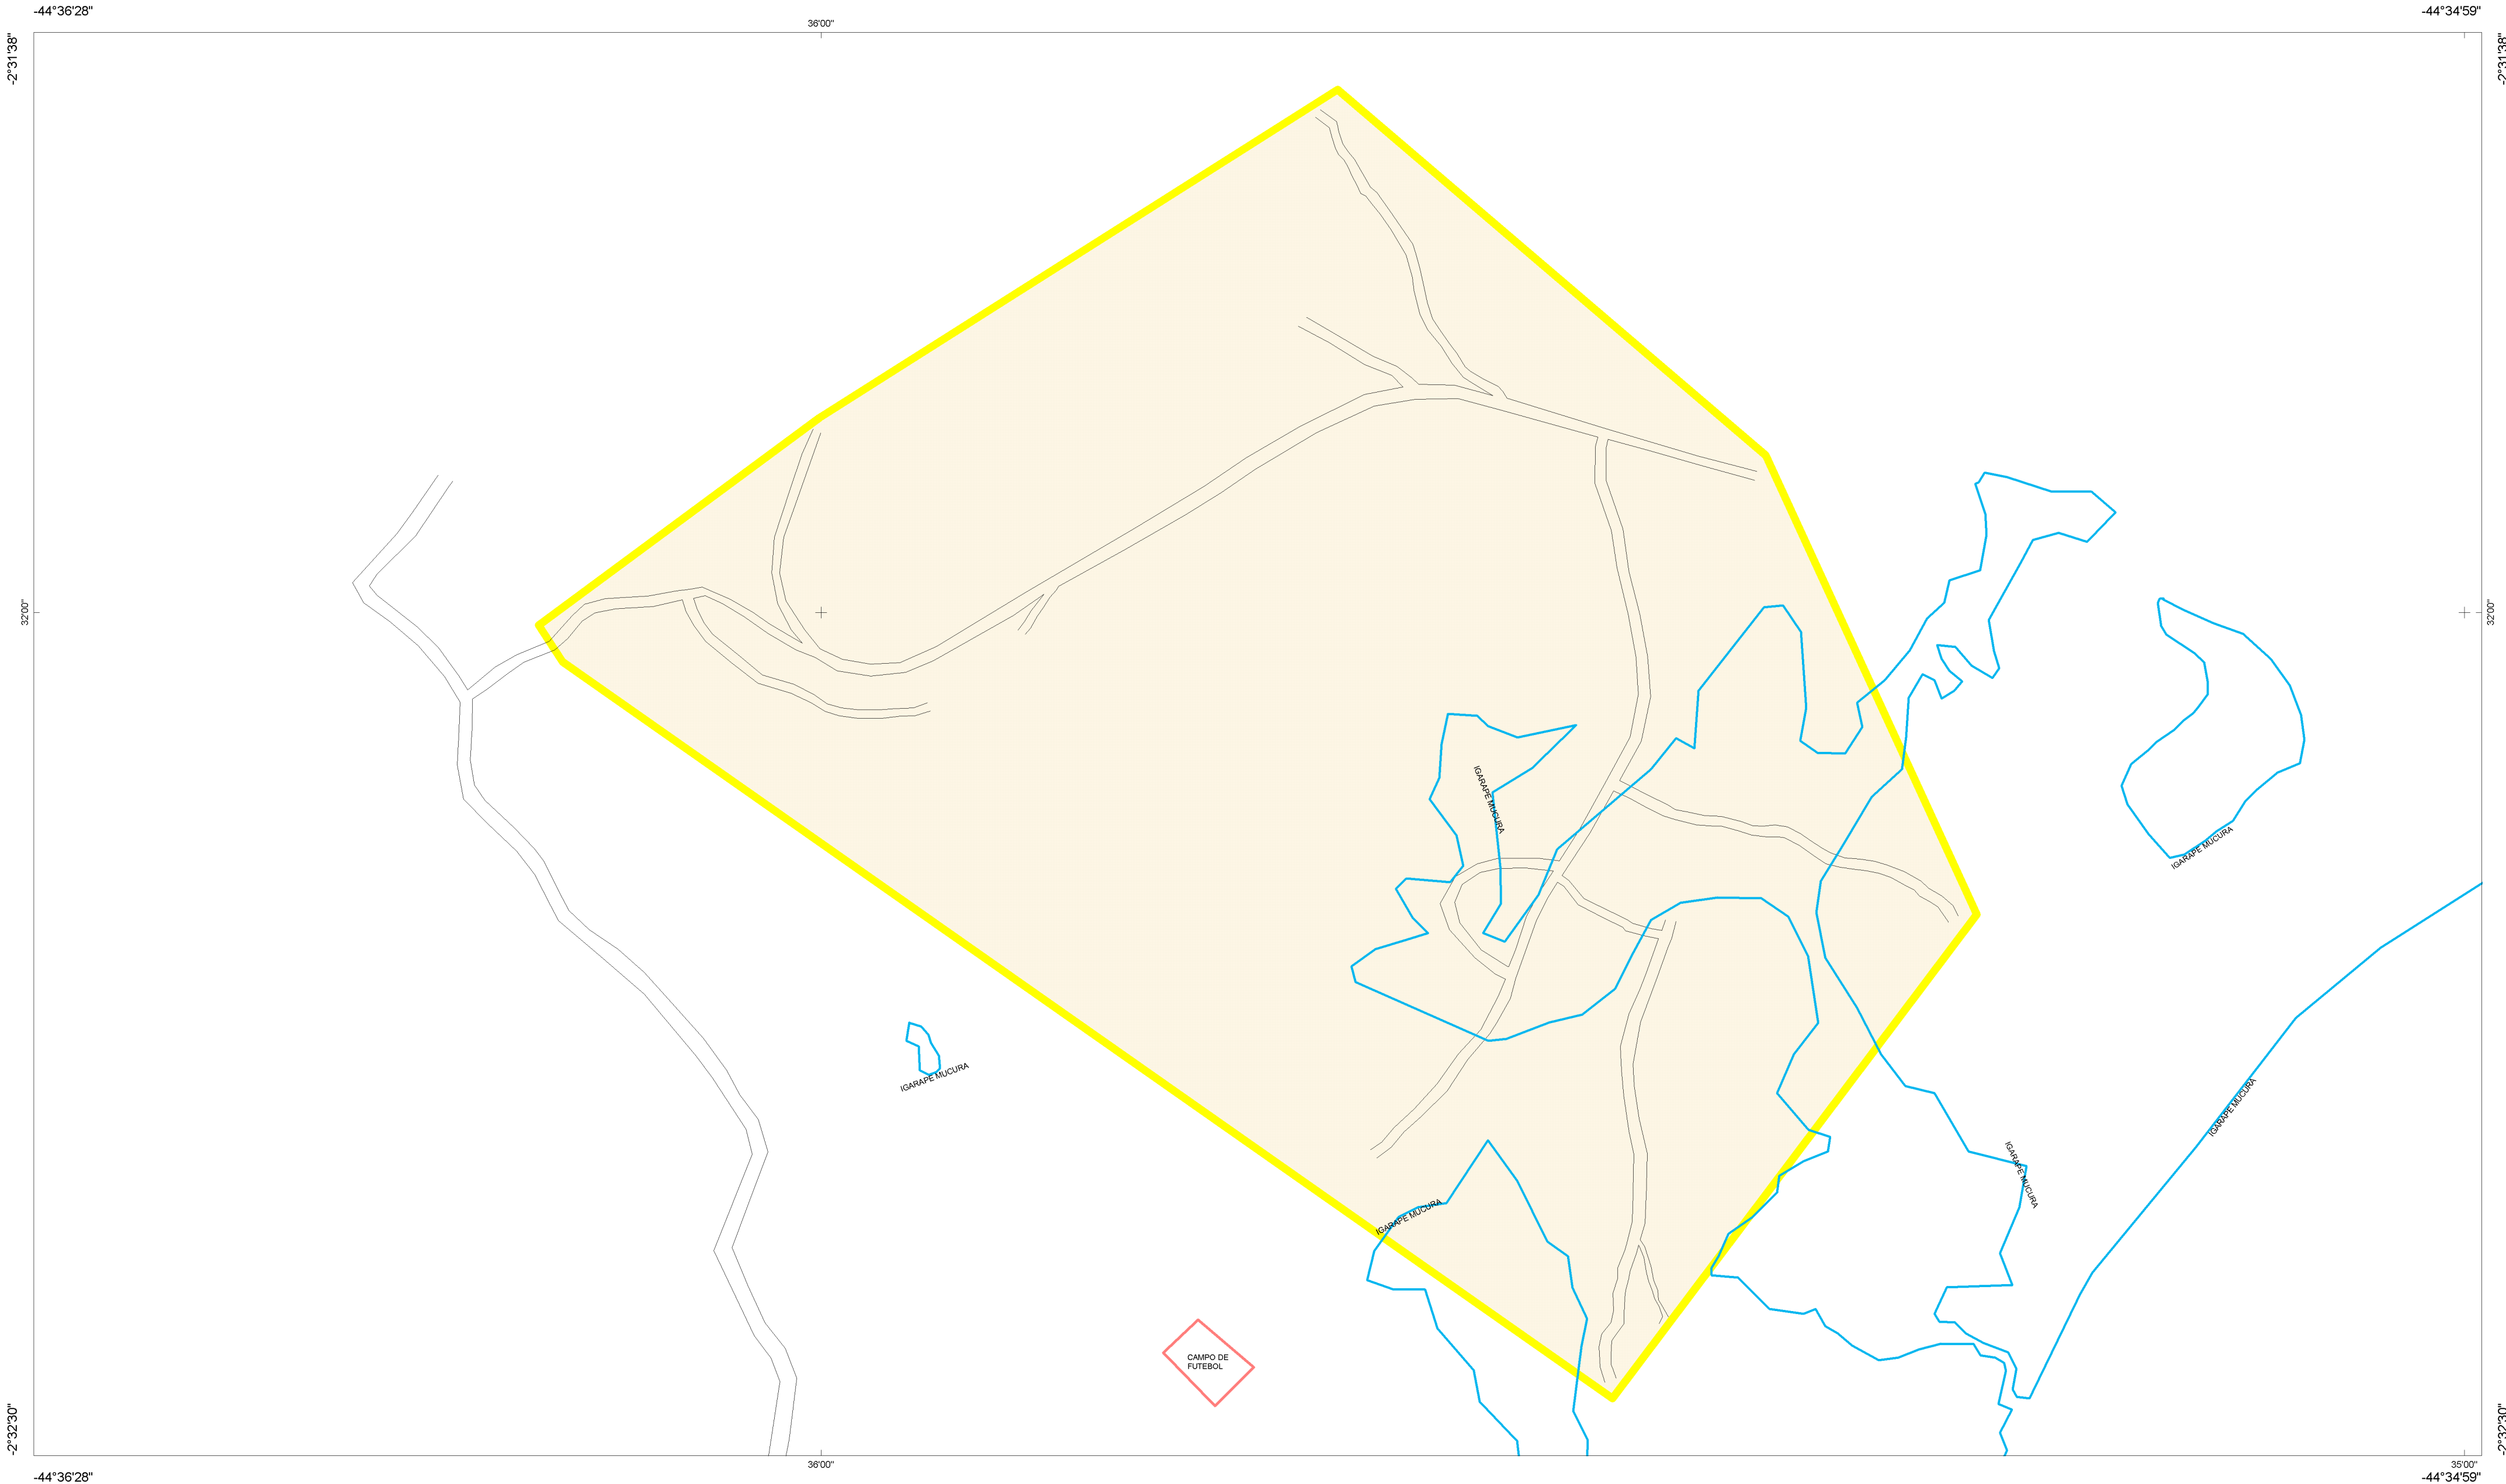 -44°36'28"
36'00"
-44°34'59"
-2°31'38"
-2°31'38"
32'00"
32'00"
IGARAPE MUCURA
IGARAPE MUCURA
IGARAPE MUCURA
IGARAPE MUCURA
IGARAPE MUCURA
IGARAPE MUCURA
CAMPO DE
FUTEBOL
-2°32'30"
-2°32'30"
36'00"
35'00"
-44°36'28"
-44°34'59"